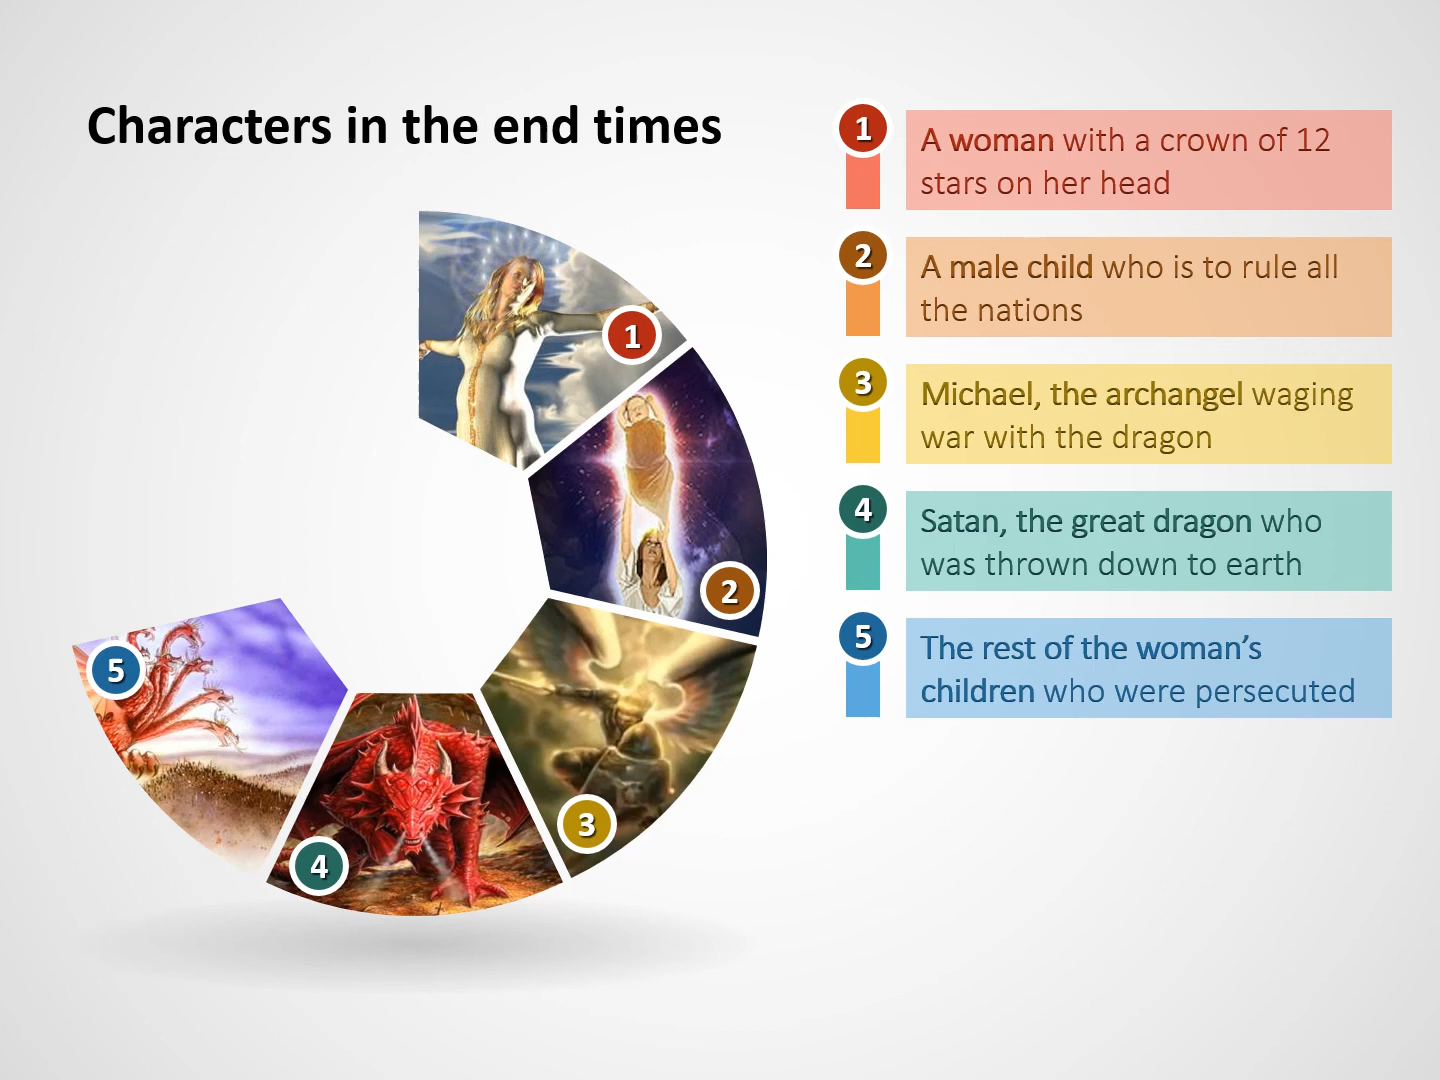 Characters in the end times
1
A woman with a crown of 12
stars on her head
2
A male child who is to rule all
the nations
3
Michael, the archangel waging
war with the dragon
4
Satan, the great dragon who
was thrown down to earth
5
The rest of the woman’s
children who were persecuted
1
2
3
4
5